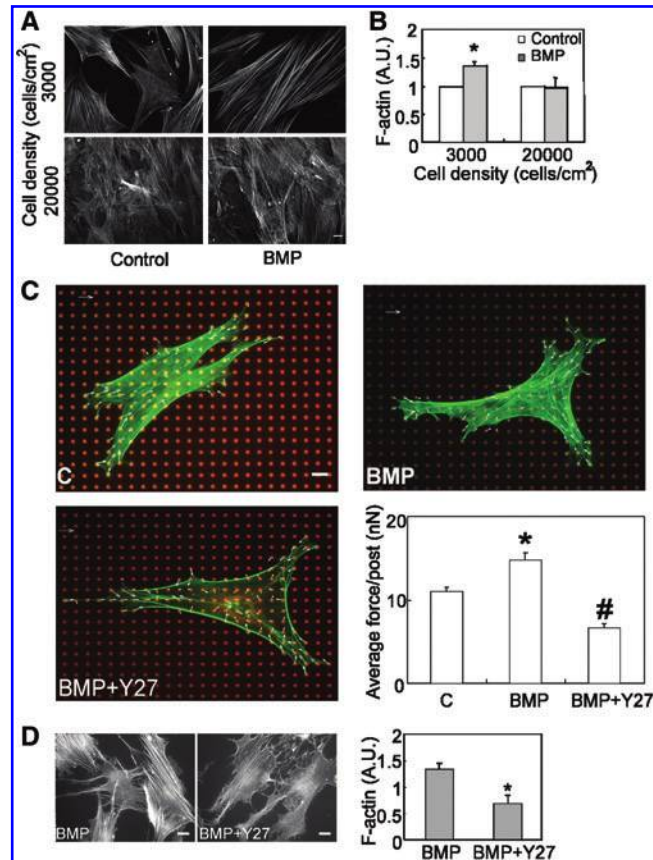 A
Cell density (cells/cm²)
3000
20000
Control
BMP
B
F-actin (A.U.)
2
1.5
1
0.5
0
*
Control
BMP
3000
20000
Cell density (cells/cm²)
C
C
BMP
BMP+Y27
Average force/post (nN)
20
10
0
*
#
C
BMP
BMP+Y27
D
BMP
BMP+Y27
F-actin (A.U.)
2
1.5
1
0.5
0
*
BMP
BMP+Y27